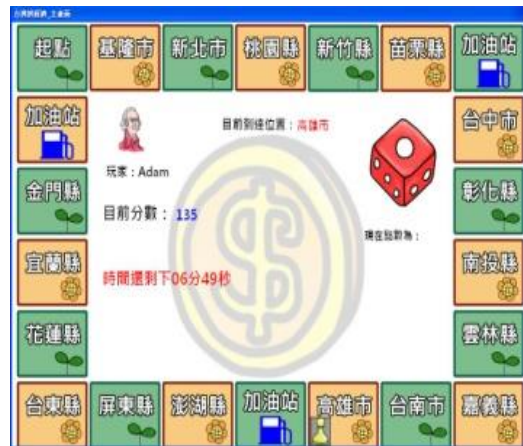 起點
基隆市
新北市
桃園縣
新竹縣
苗栗縣
加油站
加油站
台中市
目前到達位置：高雄市
玩家：Adam
金門縣
彰化縣
目前分數：135
現在點數為：
宜蘭縣
南投縣
時間還剩下06分49秒
花蓮縣
雲林縣
台東縣
屏東縣
澎湖縣
加油站
高雄市
台南市
嘉義縣